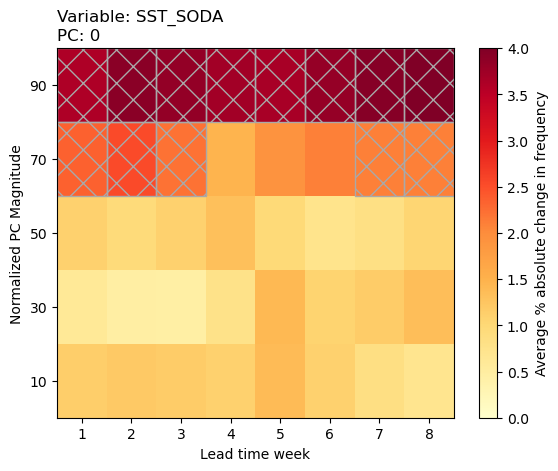 Variable: SST_SODA
PC: 0
90
70
50
30
10
Normalized PC Magnitude
1 2 3 4 5 6 7 8
Lead time week
4.0
3.5
3.0
2.5
2.0
1.5
1.0
0.5
0.0
Average % absolute change in frequency